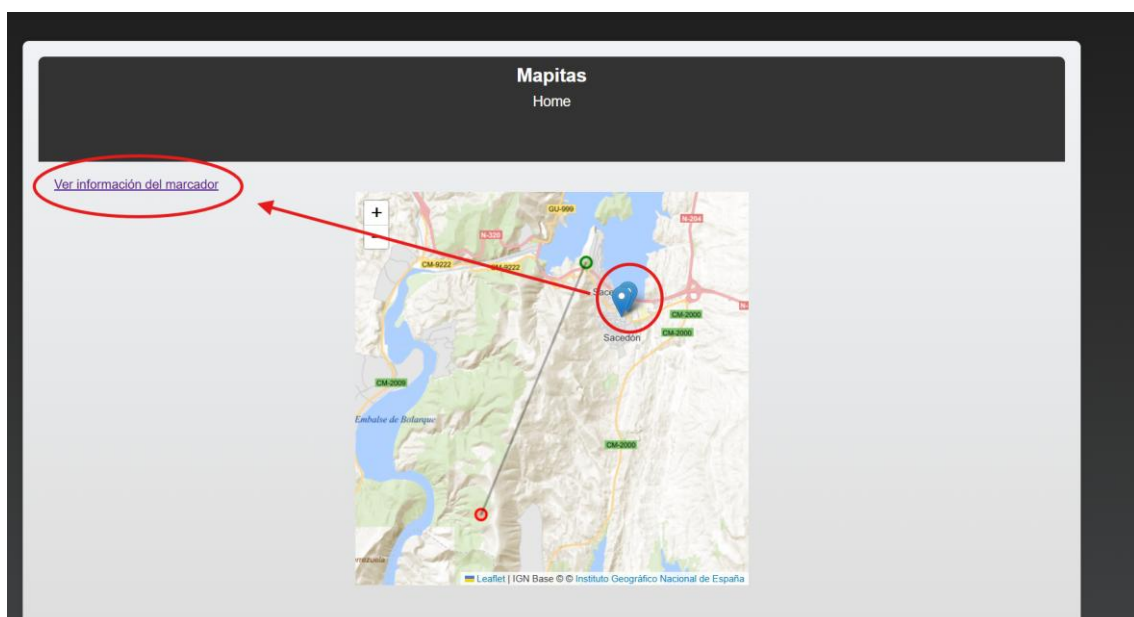 Mapitas
Home
Ver información del marcador
+
-
GU-999
N-204
N-320
CM-9222
Sacedón
CM-2000
CM-2000
CM-2009
Embalse de Bolarque
CM-2000
Leaflet | IGN Base © © Instituto Geográfico Nacional de España